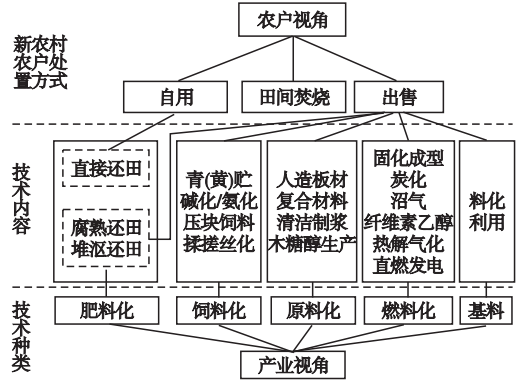 农户视角
新农村
农户处
置方式
自用
田间焚烧
出售
技术内容
直接还田
腐熟还田
堆沤还田
青(黄)贮
碱化/氨化
压块饲料
揉搓丝化
人造板材
复合材料
清洁制浆
木糖醇生产
固化成型
炭化
沼气
纤维素乙醇
热解气化
直燃发电
料化
利用
技术种类
肥料化
饲料化
原料化
燃料化
基料
产业视角